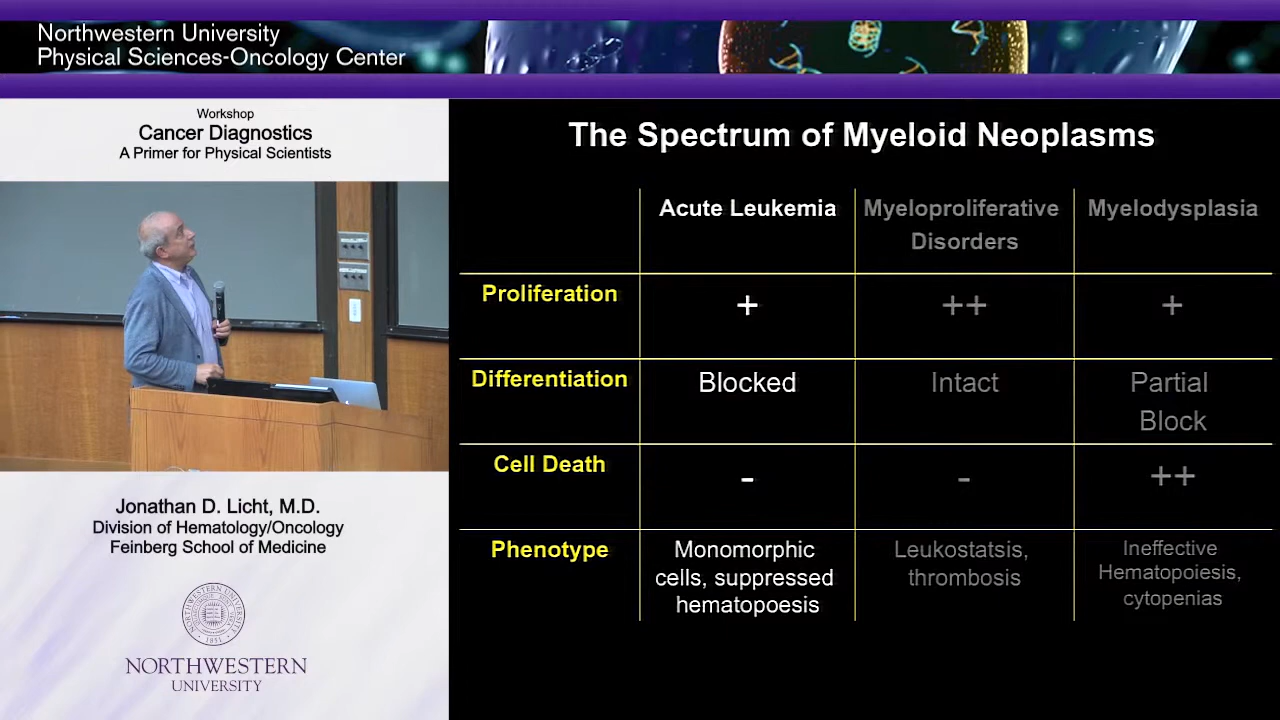 Northwestern University
Physical Sciences-Oncology Center
Workshop
Cancer Diagnostics
A Primer for Physical Scientists
Jonathan D. Licht, M.D.
Division of Hematology/Oncology
Feinberg School of Medicine
NORTHWESTERN
UNIVERSITY
The Spectrum of Myeloid Neoplasms
Acute Leukemia
Myeloproliferative
Disorders
Myelodysplasia
Proliferation
+
++
+
Differentiation
Blocked
Intact
Partial
Block
Cell Death
-
-
++
Phenotype
Monomorphic
cells, suppressed
hematopoesis
Leukostatsis,
thrombosis
Ineffective
Hematopoiesis,
cytopenias